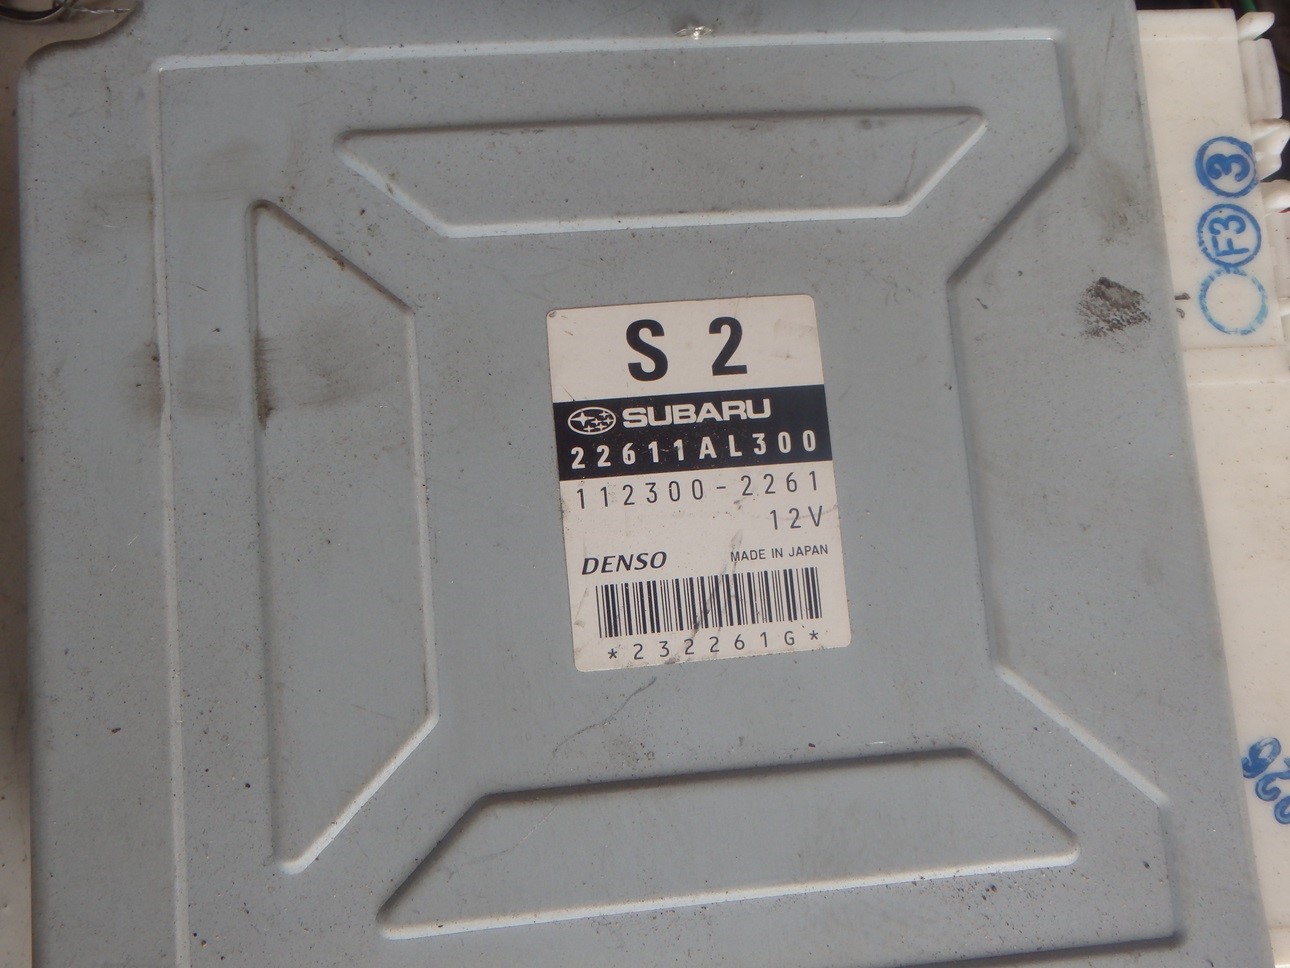 S 2
SUBARU
22611AL300
112300-2261
12V
DENSO MADE IN JAPAN
*232261G*
3
F3